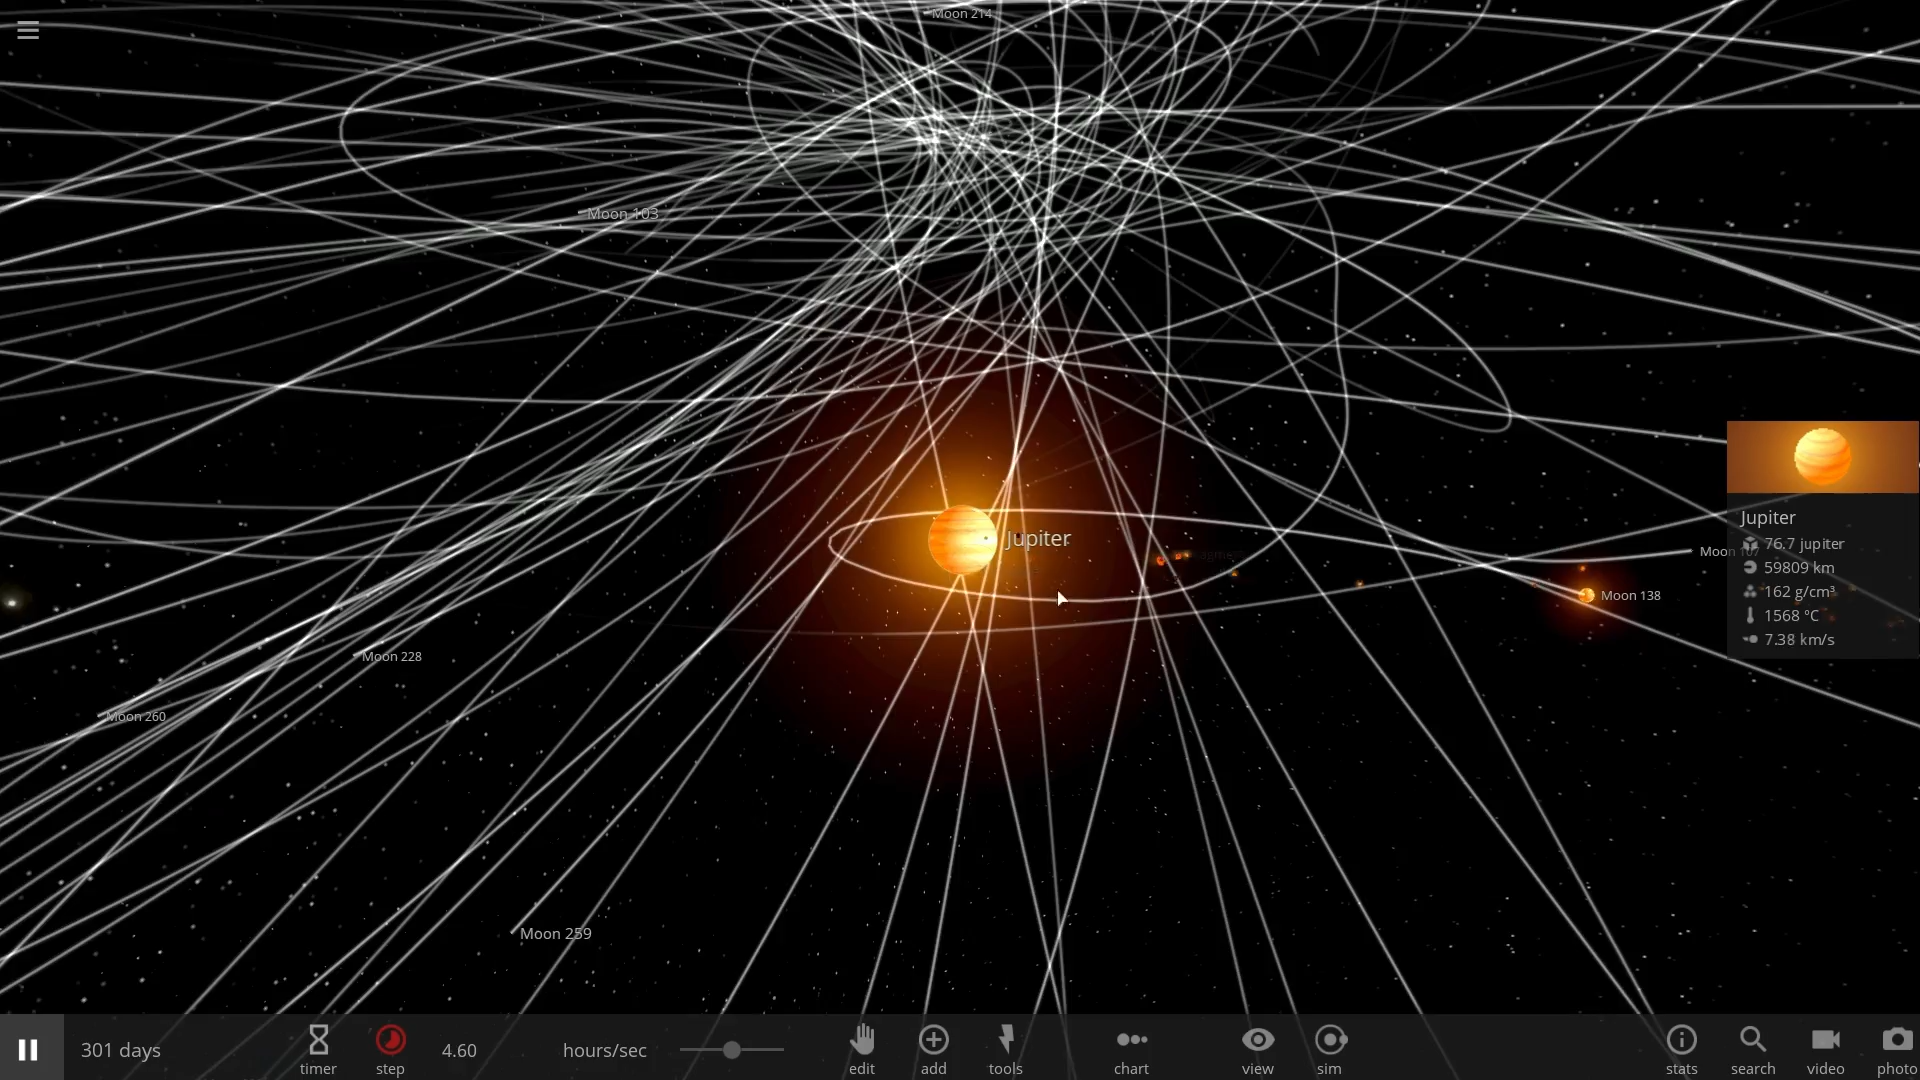 Moon 214
Moon 103
Jupiter
Moon 138
Moon 228
Moon 260
Moon 259
Moon
Jupiter
76.7 jupiter
59809 km
162 g/cm³
1568 °C
7.38 km/s
301 days
timer
step
4.60
hours/sec
edit
add
tools
chart
view
sim
stats
search
video
photo